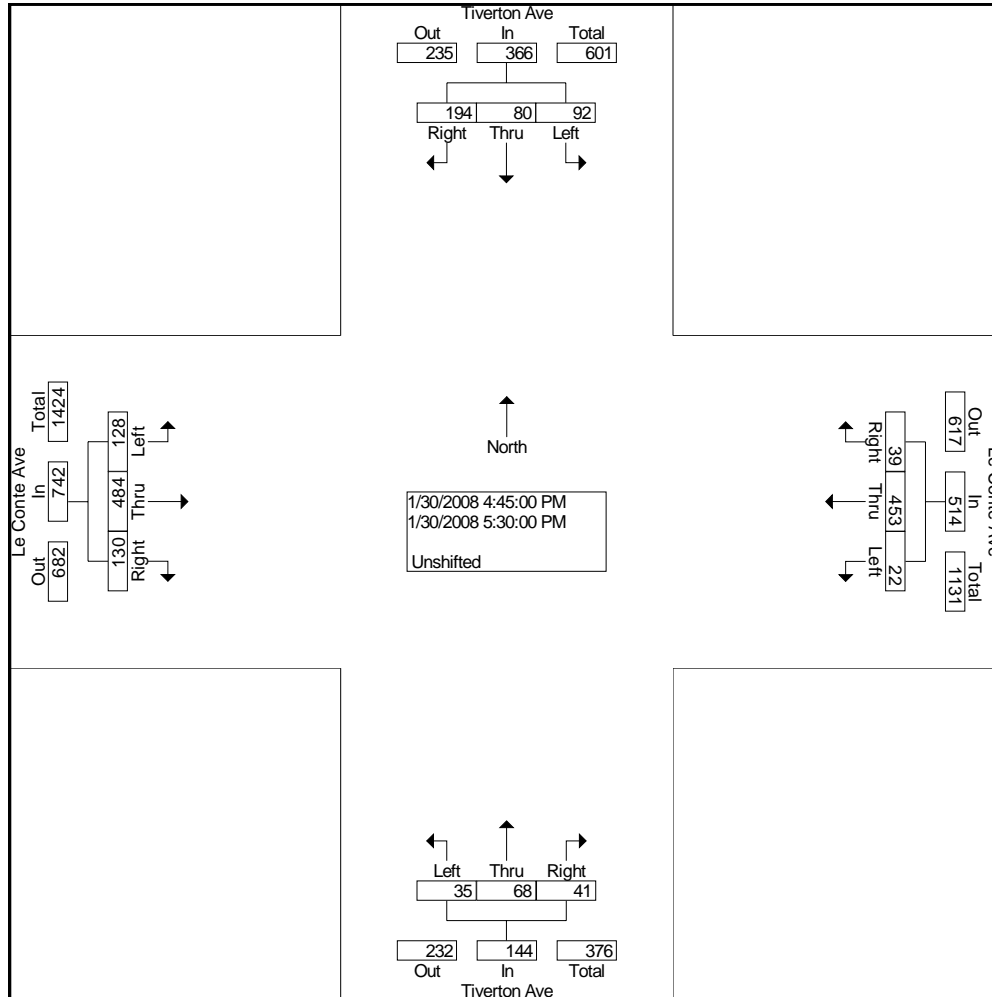 Tiverton Ave
Out In Total
235 366 601
194 80 92
Right Thru Left
Le Conte Ave
Total In Out
1424 742 682
128 484 130
Left Thru Right
North
1/30/2008 4:45:00 PM
1/30/2008 5:30:00 PM
Unshifted
Le Conte Ave
Out In Total
617 514 1131
39 453 22
Right Thru Left
Left Thru Right
35 68 41
232 144 376
Out In Total
Tiverton Ave